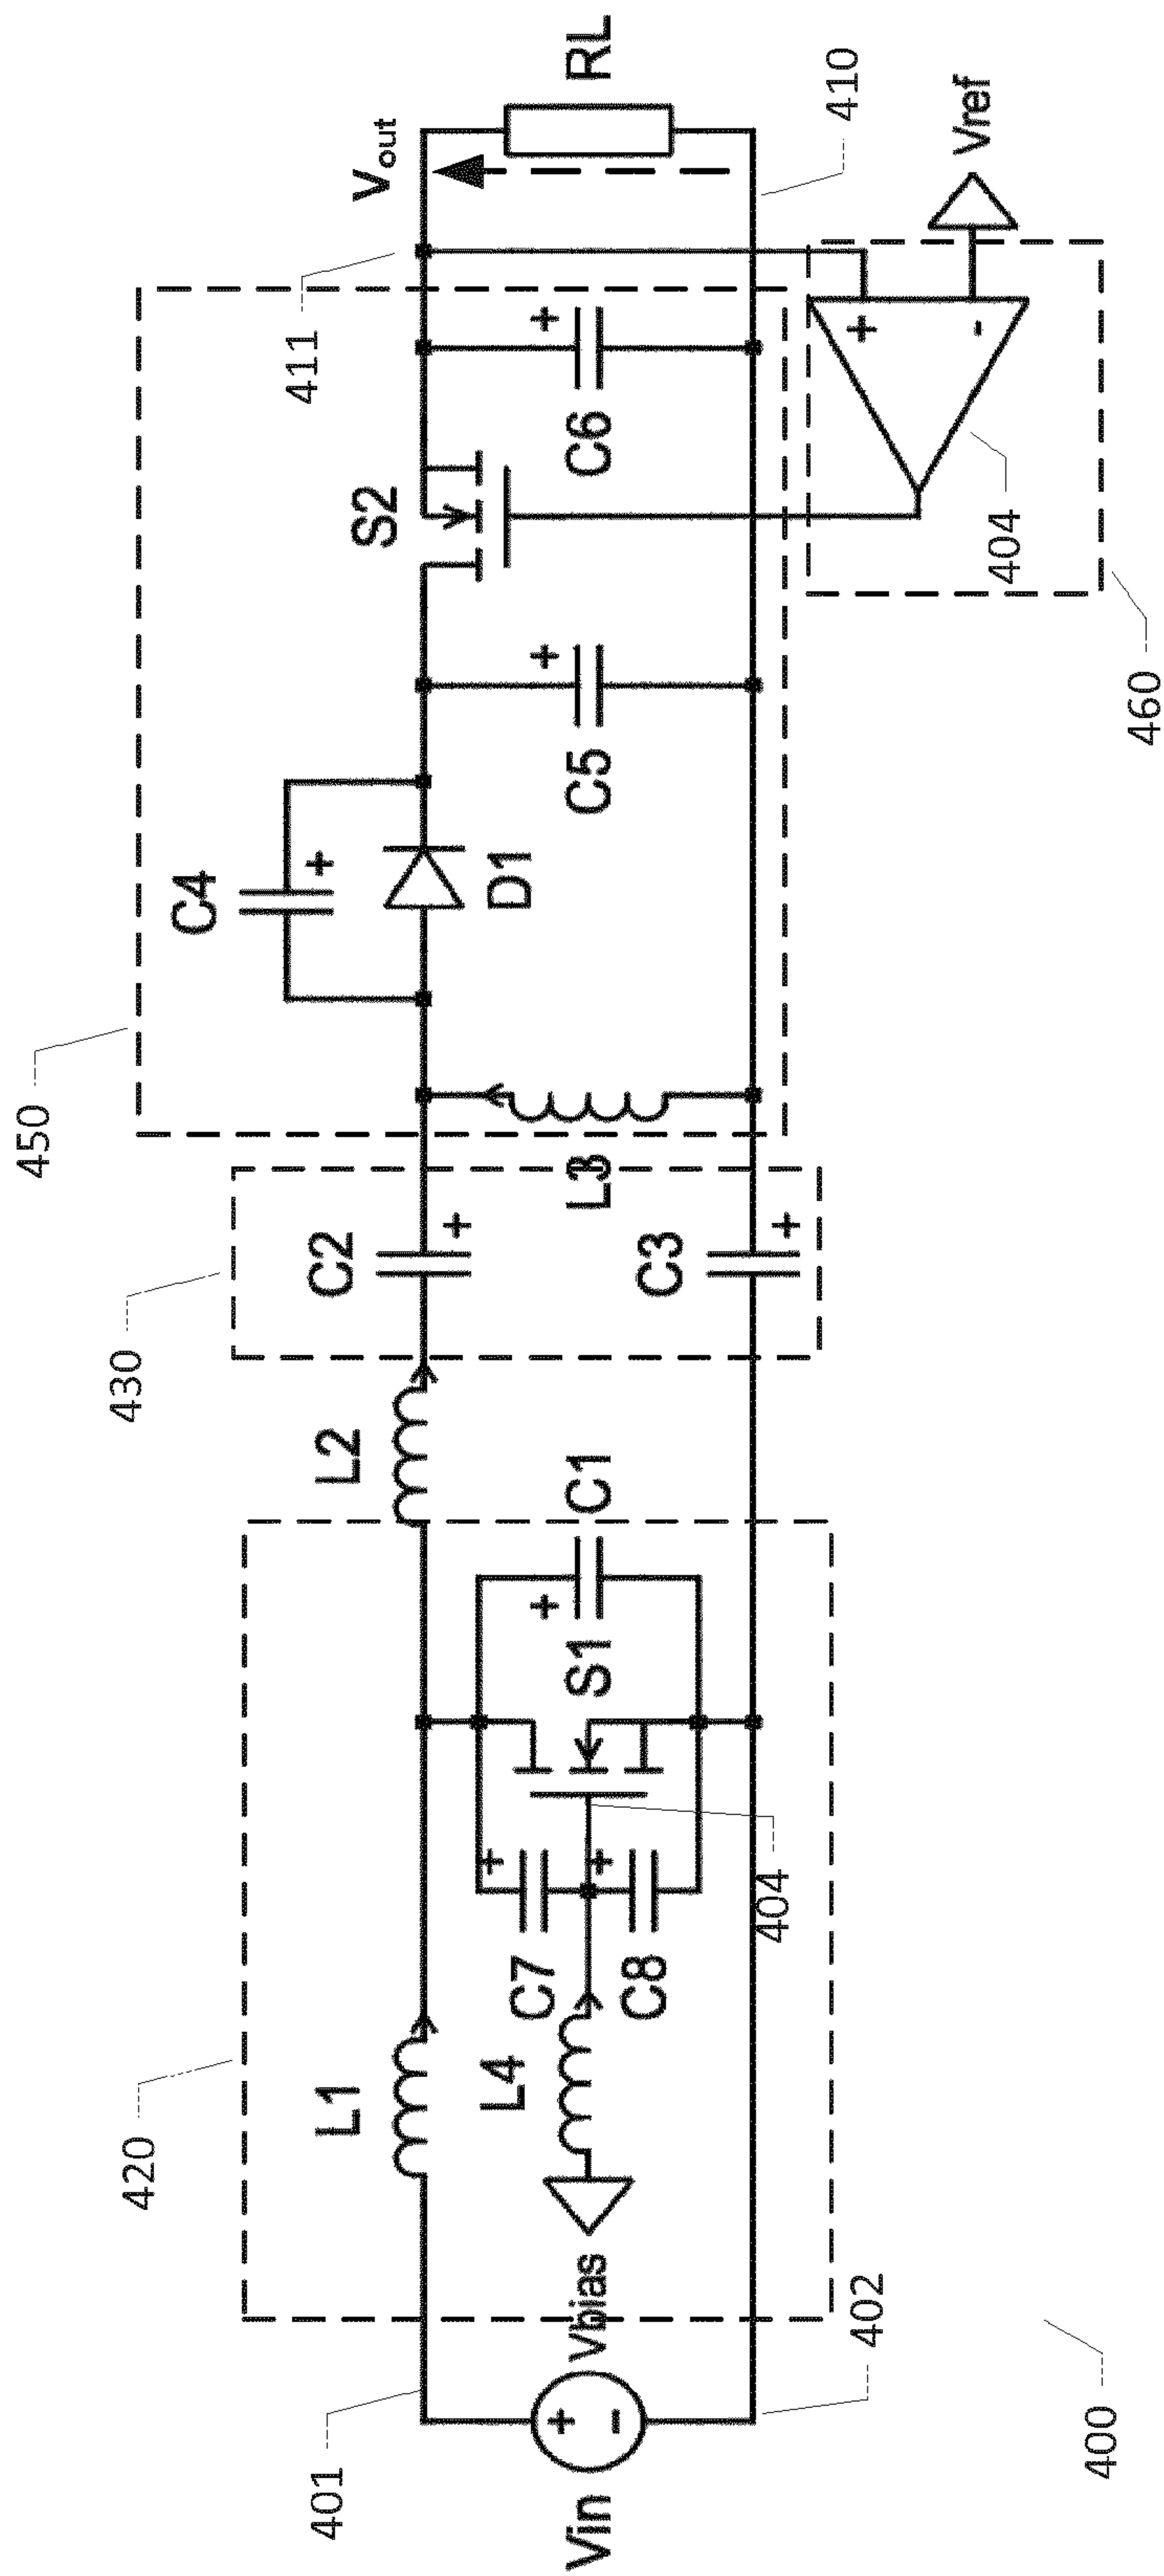 450
C4
+
D1
411
Vout
RL
S2
C5
+
C6
+
410
+
-
404
Vref
460
430
C2
+
L3
C3
+
L2
420
L1
C7
+
L4
C8
+
S1
C1
+
404
Vbias
401
Vin
+
-
402
400